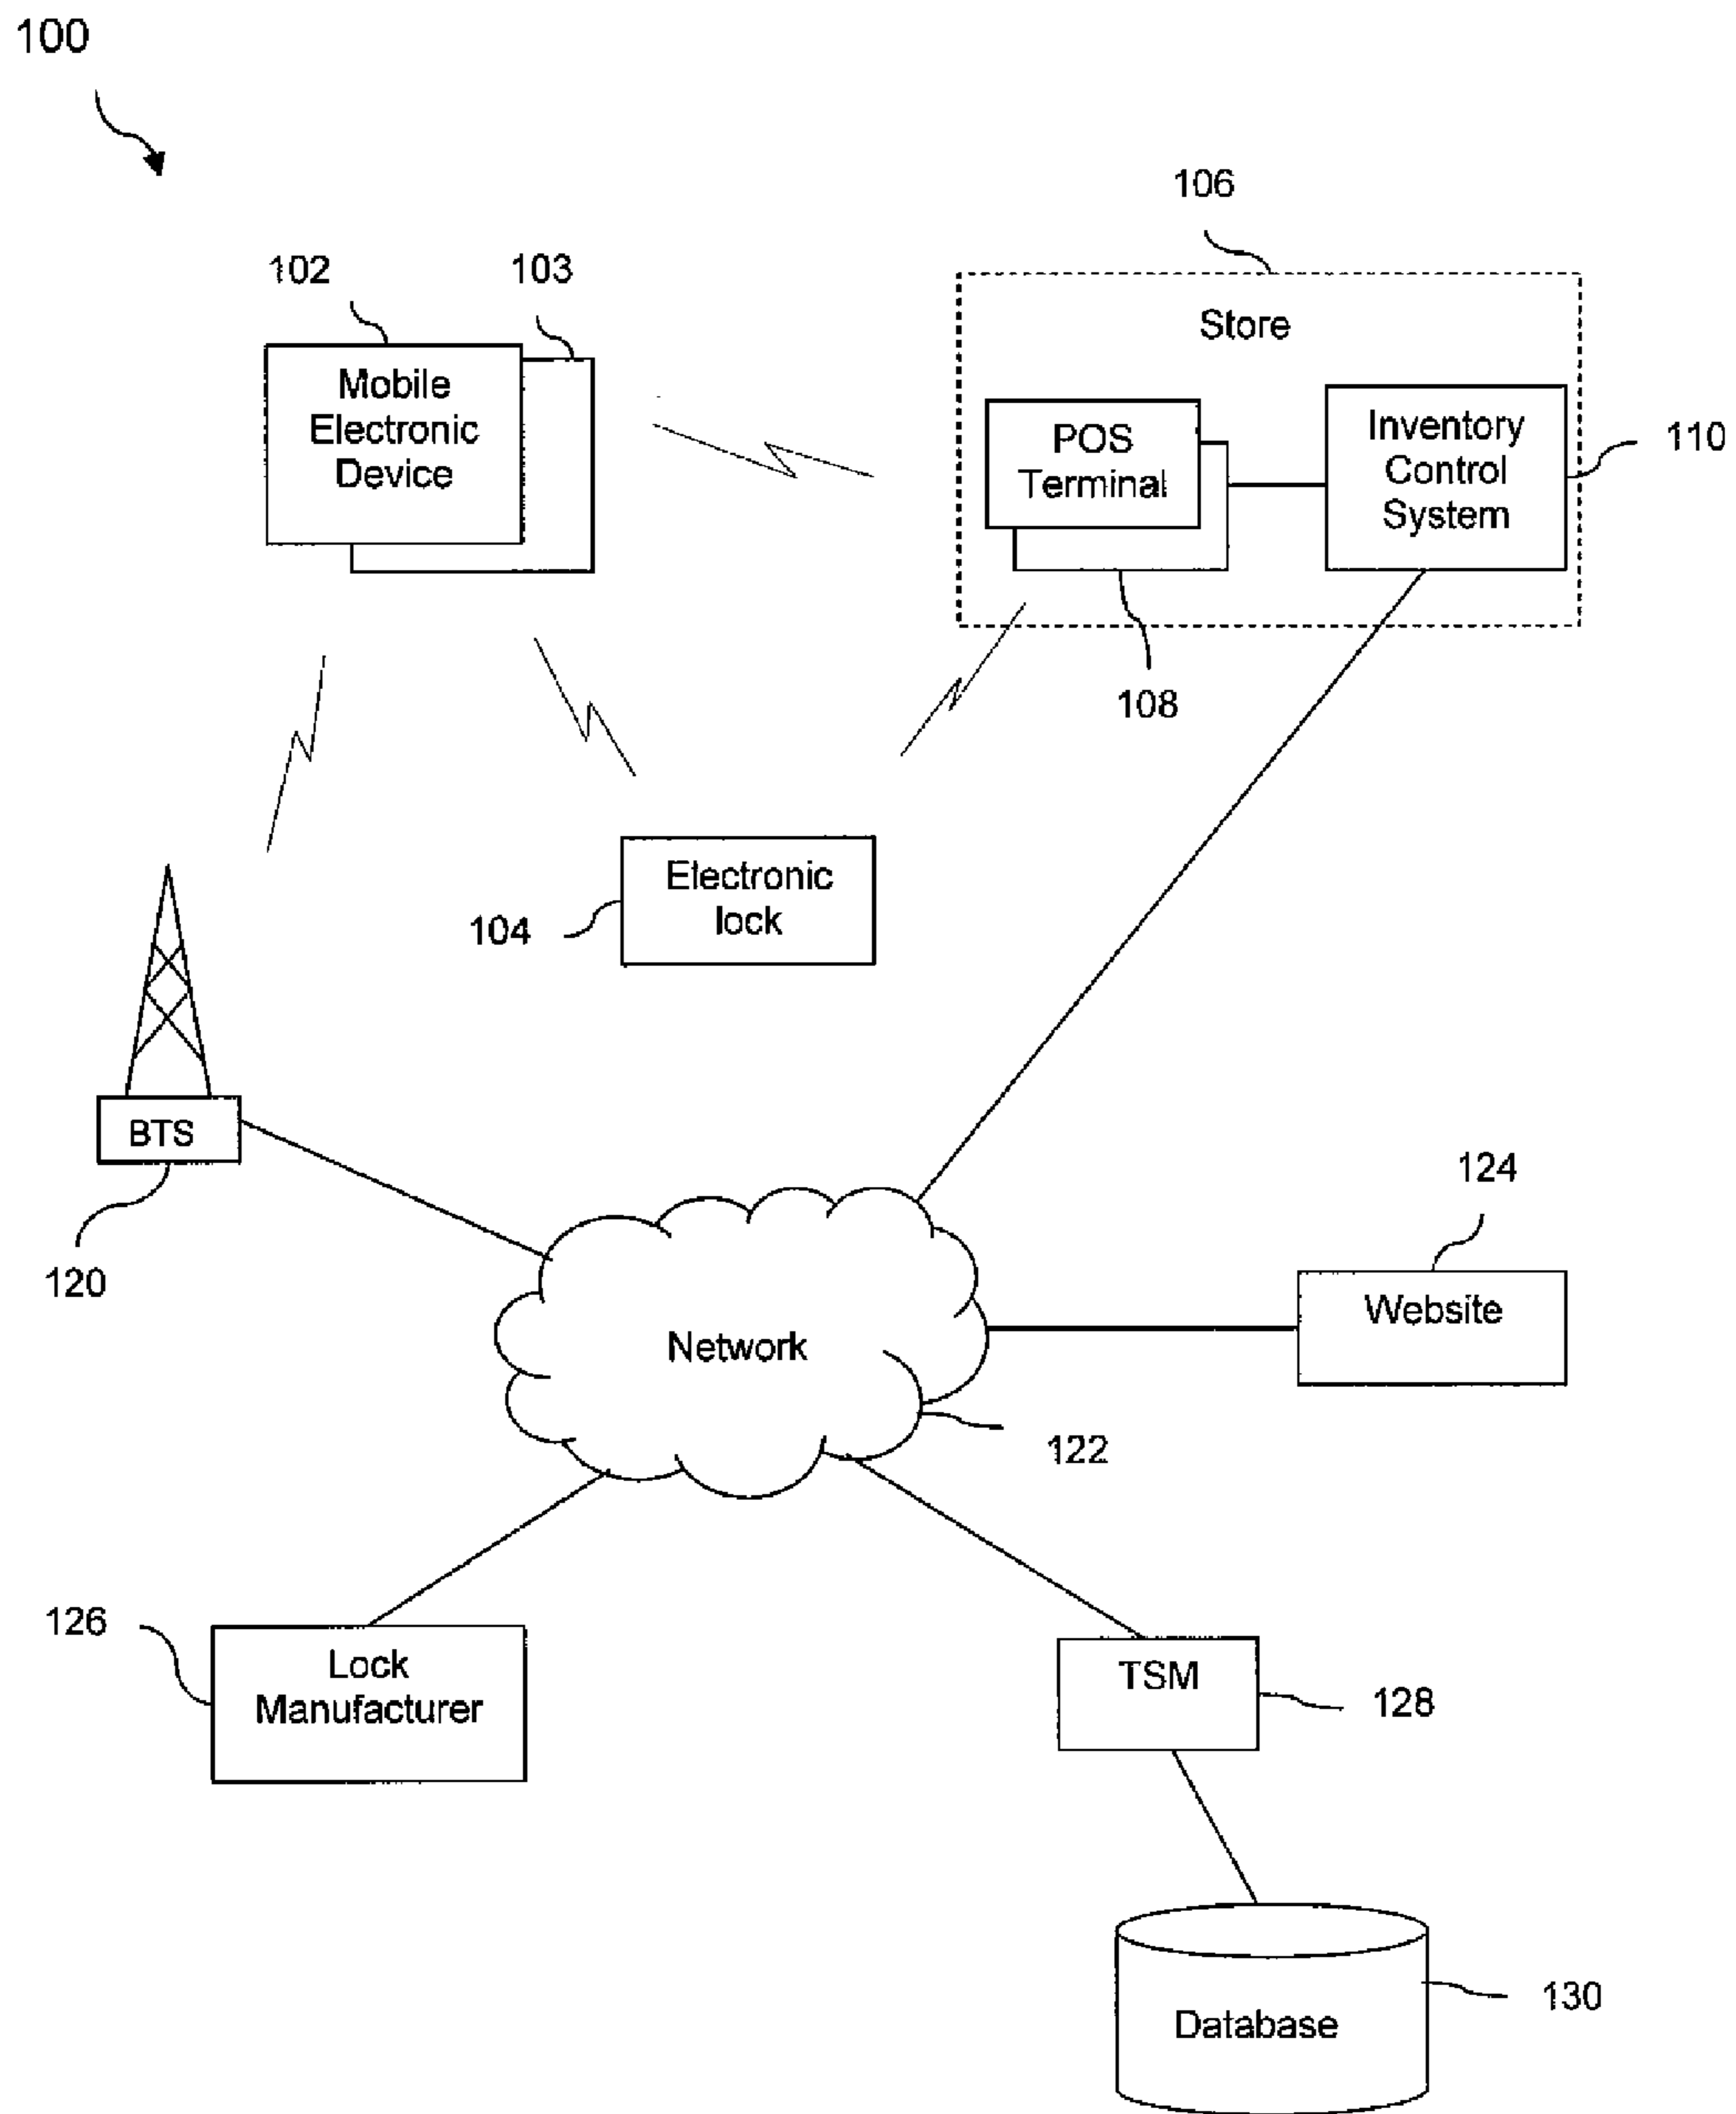 100
106
102
103
Store
Mobile
Electronic
Device
POS
Terminal
Inventory
Control
System
110
108
Electronic
lock
104
BTS
120
124
Website
Network
122
126
Lock
Manufacturer
TSM
128
130
Database